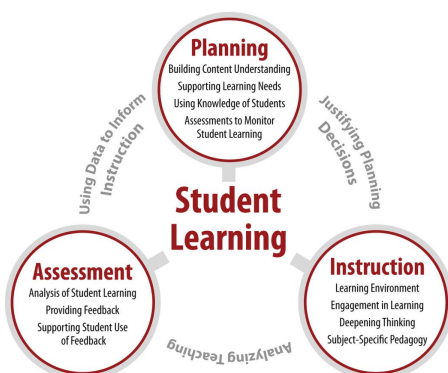 Planning
Building Content Understanding
Supporting Learning Needs
Using Knowledge of Students
Assessments to Monitor
Student Learning
Using Data to Inform
Instruction
Justifying Planning
Decisions
Student
Learning
Assessment
Analysis of Student Learning
Providing Feedback
Supporting Student Use
of Feedback
Instruction
Learning Environment
Engagement in Learning
Deepening Thinking
Subject-Specific Pedagogy
Analyzing Teaching